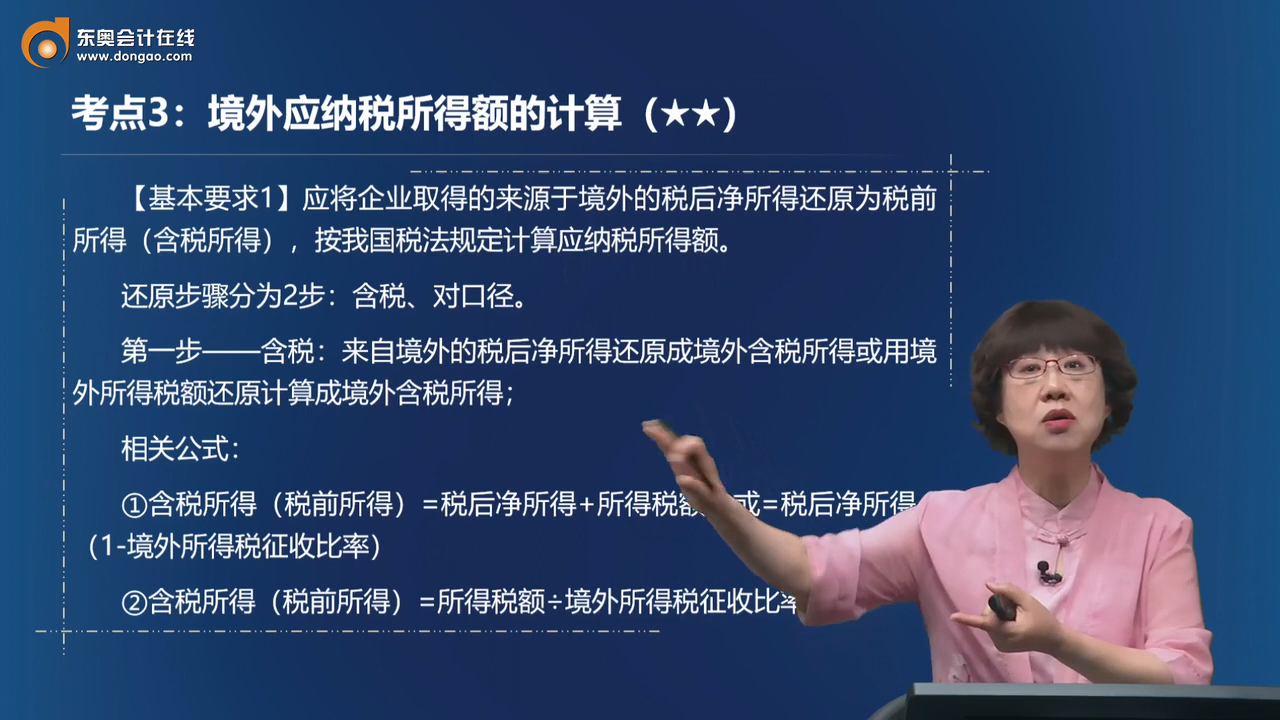 东奥会计在线
www.dongao.com
考点3：境外应纳税所得额的计算（★★）
【基本要求1】应将企业取得的来源于境外的税后净所得还原为税前
所得（含税所得），按我国税法规定计算应纳税所得额。
还原步骤分为2步：含税、对口径。
第一步——含税：来自境外的税后净所得还原成境外含税所得或用境
外所得税额还原计算成境外含税所得；
相关公式：
①含税所得（税前所得）=税后净所得+所得税额 或=税后净所得
（1-境外所得税征收比率）
②含税所得（税前所得）=所得税额÷境外所得税征收比率